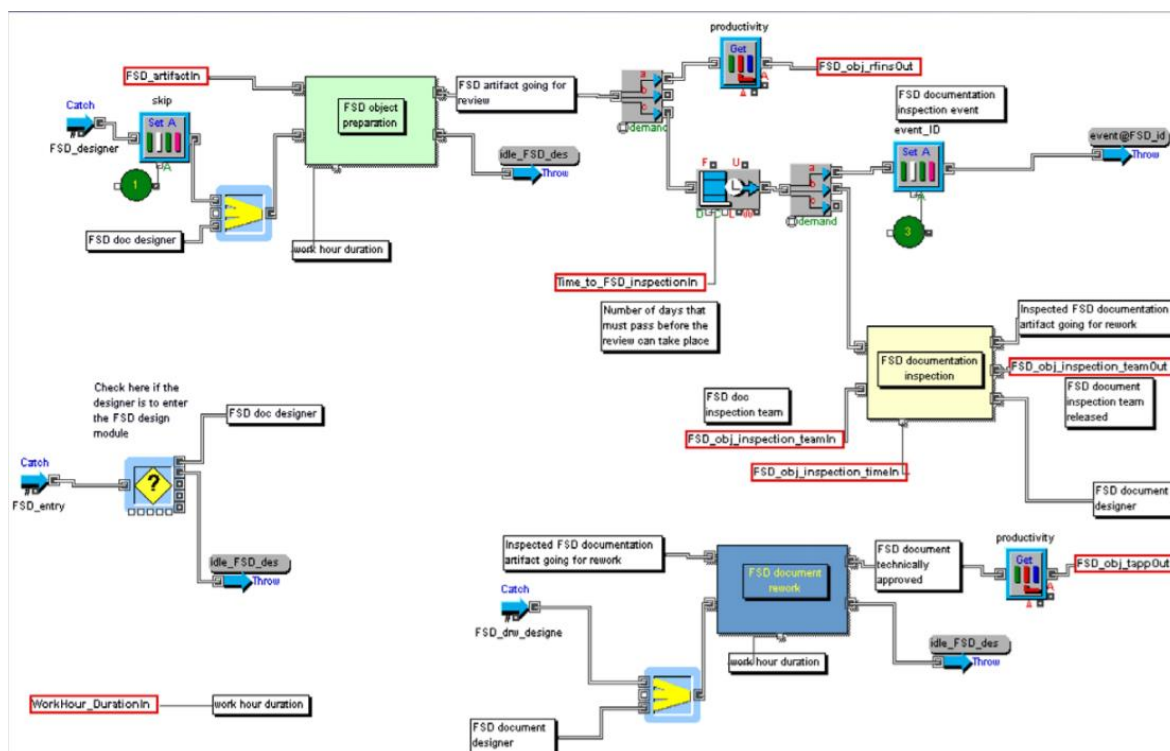 productivity
Get
A
Δ
FSD_obj_rfinsOut
FSD_artifactIn
FSD object
preparation
FSD artifact going for
review
a
b
c
demand
skip
Catch
Set A
A
FSD_designer
1
idle_FSD_des
Throw
FSD doc designer
work hour duration
FSD documentation
inspection event
event_ID
Set A
A
3
event@FSD_id
Throw
F
U
D
C
L
W
a
b
c
demand
Time_to_FSD_inspectionIn
Number of days that
must pass before the
review can take place
Inspected FSD documentation
artifact going for rework
FSD documentation
inspection
FSD_obj_inspection_teamOut
FSD document
inspection team
released
FSD doc
inspection team
FSD_obj_inspection_teamIn
FSD_obj_inspection_timeIn
FSD document
designer
Check here if the
designer is to enter
the FSD design
module
FSD doc designer
Catch
?
FSD_entry
idle_FSD_des
Throw
Inspected FSD documentation
artifact going for rework
FSD document
rework
FSD document
technically
approved
productivity
Get
A
Δ
FSD_obj_tappOut
Catch
FSD_drw_designe
idle_FSD_des
Throw
work hour duration
FSD document
designer
WorkHour_DurationIn
work hour duration